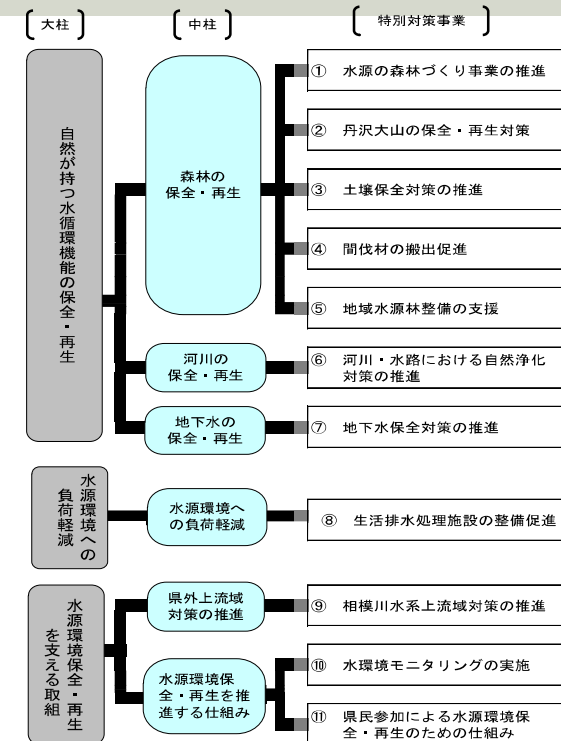 〔大柱〕 〔中柱〕 〔特別対策事業〕
自然が持つ水循環機能の保全・再生
森林の
保全・再生
① 水源の森林づくり事業の推進
② 丹沢大山の保全・再生対策
③ 土壌保全対策の推進
④ 間伐材の搬出促進
⑤ 地域水源林整備の支援
河川の
保全・再生
⑥ 河川・水路における自然浄化
対策の推進
地下水の
保全・再生
⑦ 地下水保全対策の推進
水源環境への
負荷軽減
水源環境へ
の負荷軽減
⑧ 生活排水処理施設の整備促進
水源環境保全・再生
を支える取組
県外上流域
対策の推進
⑨ 相模川水系上流域対策の推進
水源環境保
全・再生を推
進する仕組み
⑩ 水環境モニタリングの実施
⑪ 県民参加による水源環境保
全・再生のための仕組み